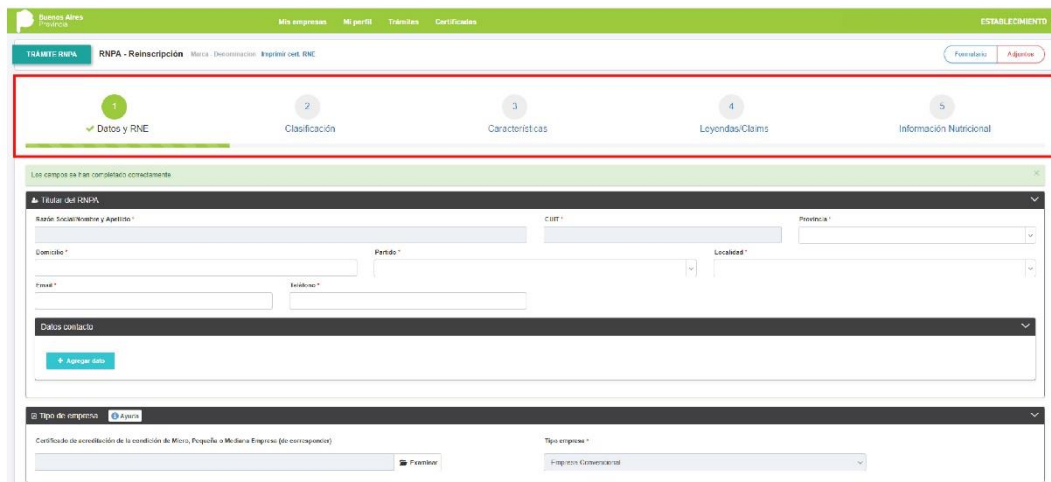 Buenos Aires
Provincia
Mis empresas Mi perfil Trámites Certificados ESTABLECIMIENTO
TRÁMITE RNPA RNPA - Reinscripción Marca Denominacion Imprimir cert. RNE Formulario Adjuntos
1 2 3 4 5
Datos y RNE Clasificación Características Leyendas/Claims Información Nutricional
Los campos se han completado correctamente ×
Titular del RNPA
Razón Social/Nombre y Apellido * CUIT * Provincia *
Domicilio * Partido * Localidad *
Email * Teléfono *
Datos contacto
+ Agregar dato
Tipo de empresa Ayuda
Certificado de acreditación de la condición de Micro, Pequeña o Mediana Empresa (de corresponder) Tipo empresa *
Examinar Empresa Convencional